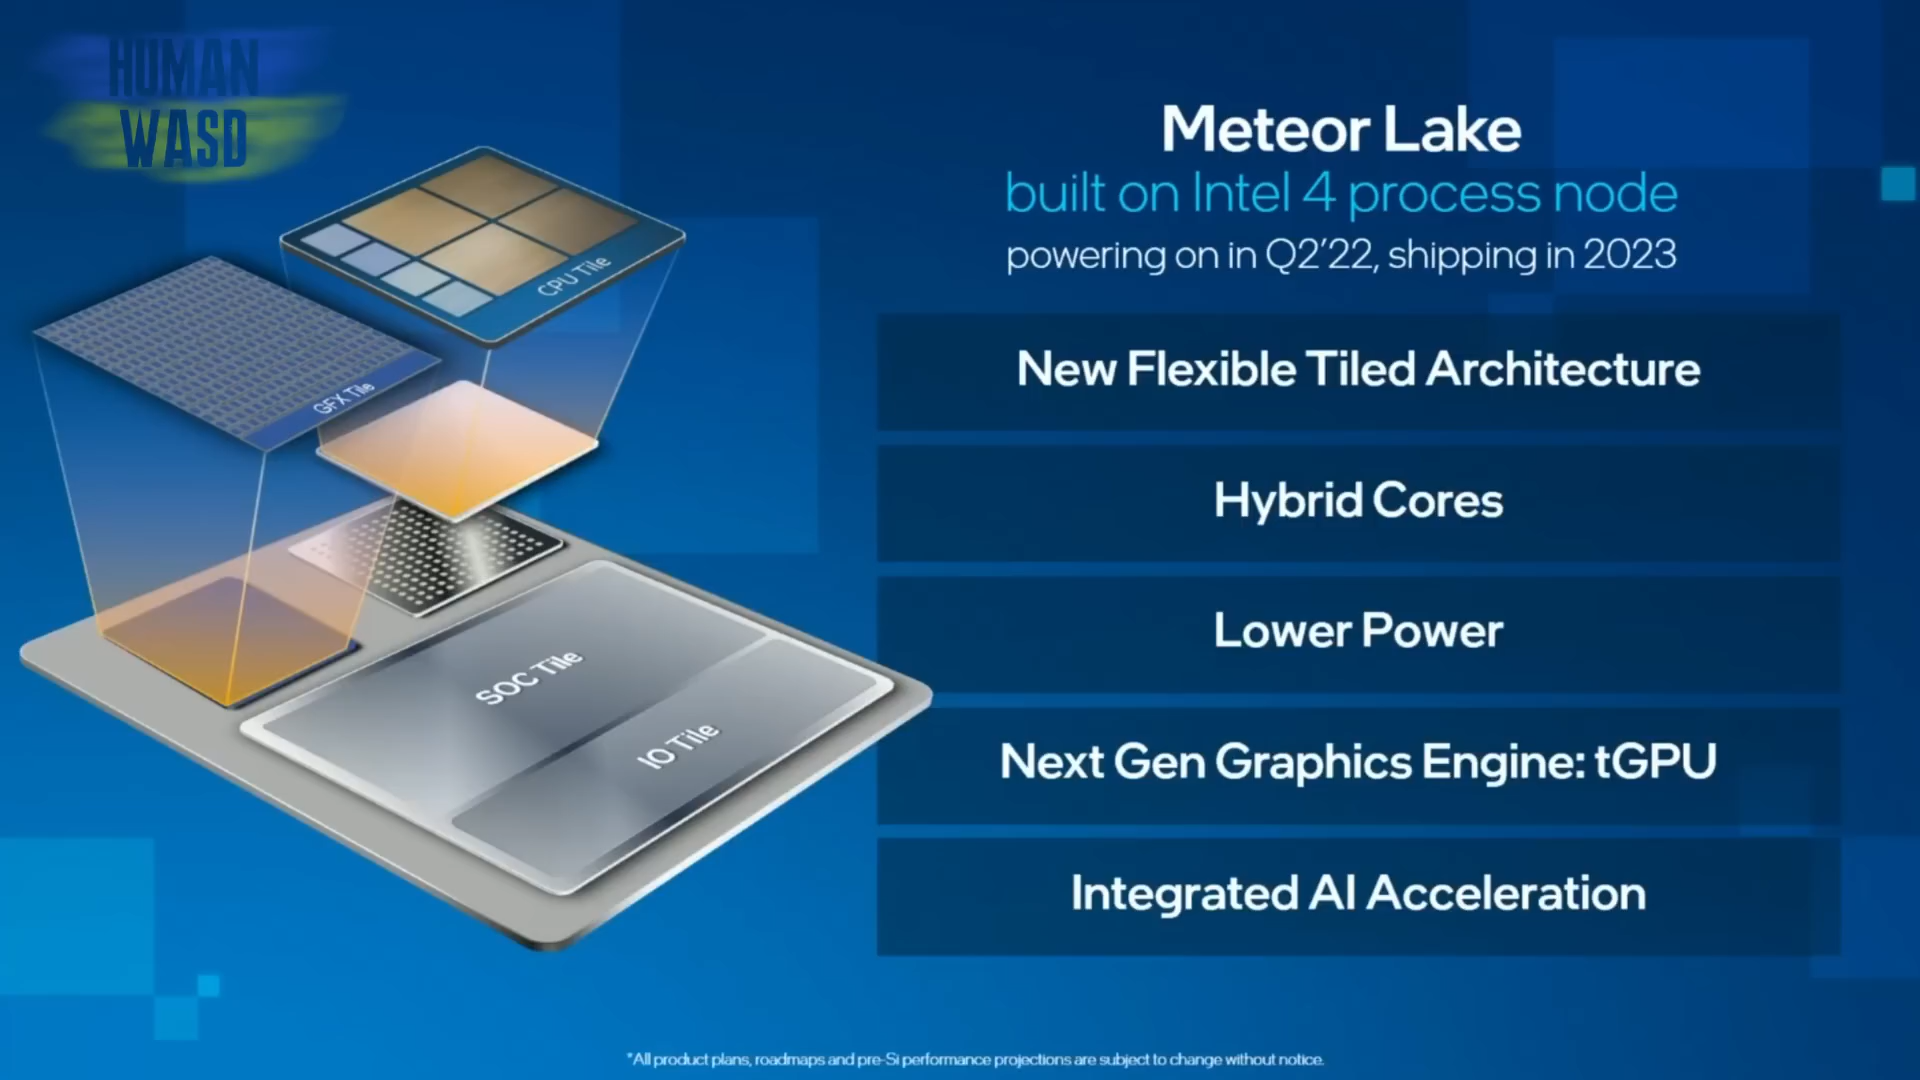 HUMAN
WASD
Meteor Lake
built on Intel 4 process node
powering on in Q2'22, shipping in 2023
New Flexible Tiled Architecture
Hybrid Cores
Lower Power
Next Gen Graphics Engine: tGPU
Integrated AI Acceleration
CPU Tile
GFX Tile
SOC Tile
IO Tile
*All product plans, roadmaps and pre-Si performance projections are subject to change without notice.